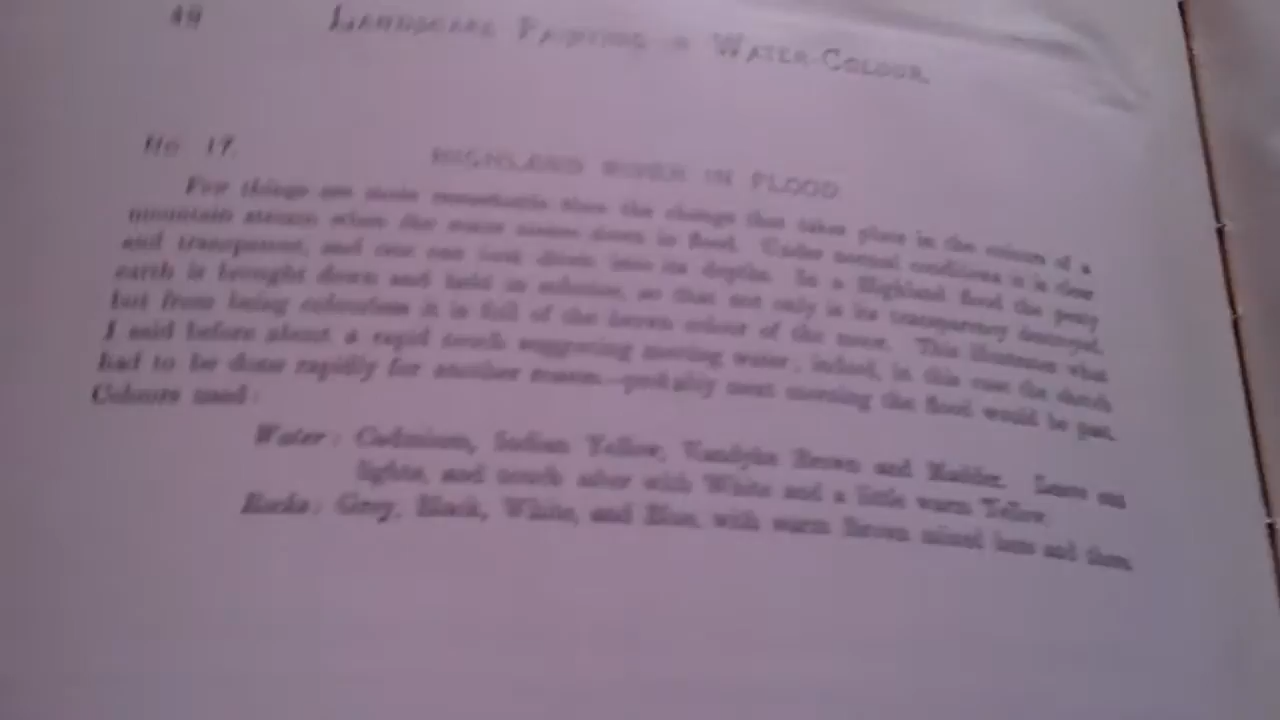 48 LANDSCAPE PAINTING IN WATER-COLOUR.
No. 17.
HIGHLAND RIVER IN FLOOD
Few things are more remarkable than the change that takes place in the colour of a
mountain stream when the water comes down in flood. Under normal conditions it is clear
and transparent, and one can look down into its depths. In a Highland flood the peaty
earth is brought down and held in solution, so that not only is its transparency destroyed,
but from being colourless it is full of the brown colour of the moor. This illustrates what
I said before about a rapid touch suggesting moving water; indeed, in this case the sketch
had to be done rapidly for another reason—probably next morning the flood would be past.
Colours used:
Water: Cadmium, Indian Yellow, Vandyke Brown and Madder. Leave out
lights, and touch after with White and a little warm Yellow.
Rocks: Grey, Black, White, and Blue, with warm Brown mixed here and there.